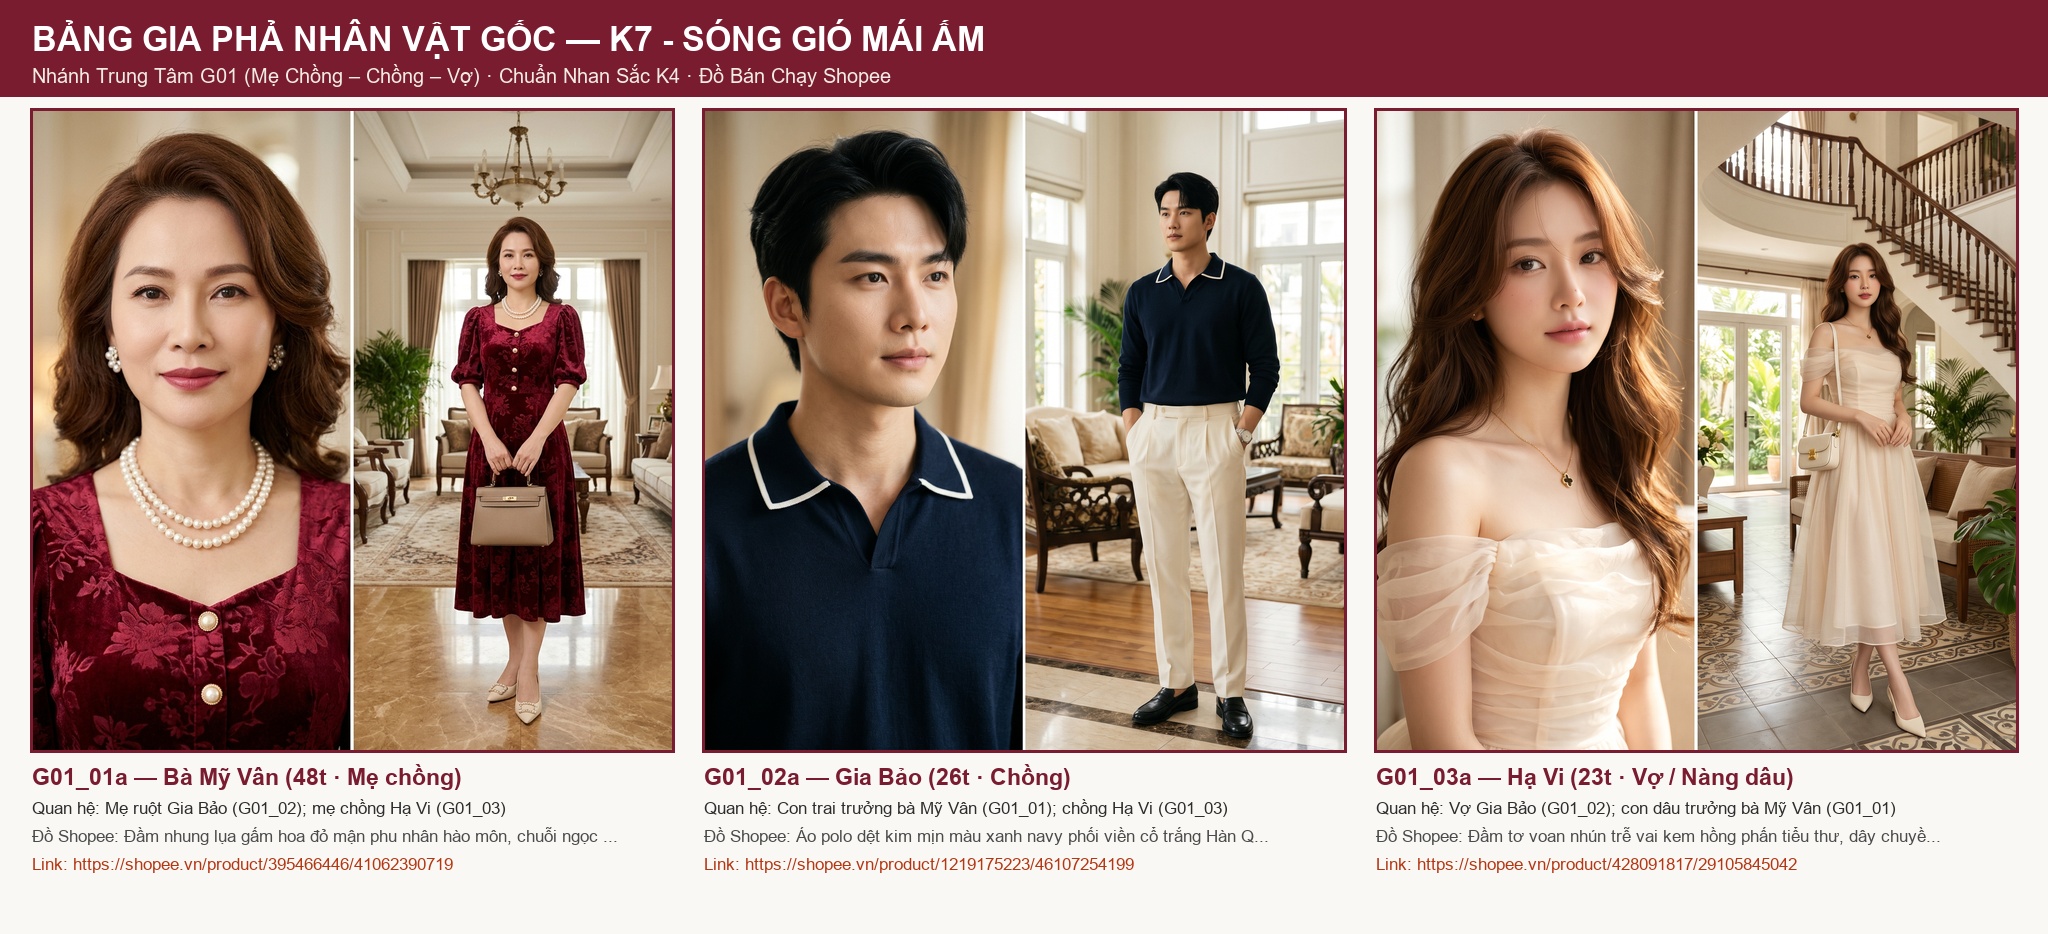 BẢNG GIA PHẢ NHÂN VẬT GỐC — K7 - SÓNG GIÓ MÁI ẤM
Nhánh Trung Tâm G01 (Mẹ Chồng – Chồng – Vợ) · Chuẩn Nhan Sắc K4 · Đồ Bán Chạy Shopee
G01_01a — Bà Mỹ Vân (48t · Mẹ chồng)
Quan hệ: Mẹ ruột Gia Bảo (G01_02); mẹ chồng Hạ Vi (G01_03)
Đồ Shopee: Đầm nhung lụa gấm hoa đỏ mận phu nhân hào môn, chuỗi ngọc ...
Link: https://shopee.vn/product/395466446/41062390719
G01_02a — Gia Bảo (26t · Chồng)
Quan hệ: Con trai trưởng bà Mỹ Vân (G01_01); chồng Hạ Vi (G01_03)
Đồ Shopee: Áo polo dệt kim mịn màu xanh navy phối viền cổ trắng Hàn Q...
Link: https://shopee.vn/product/1219175223/46107254199
G01_03a — Hạ Vi (23t · Vợ / Nàng dâu)
Quan hệ: Vợ Gia Bảo (G01_02); con dâu trưởng bà Mỹ Vân (G01_01)
Đồ Shopee: Đầm tơ voan nhún trễ vai kem hồng phấn tiểu thư, dây chuyề...
Link: https://shopee.vn/product/428091817/29105845042